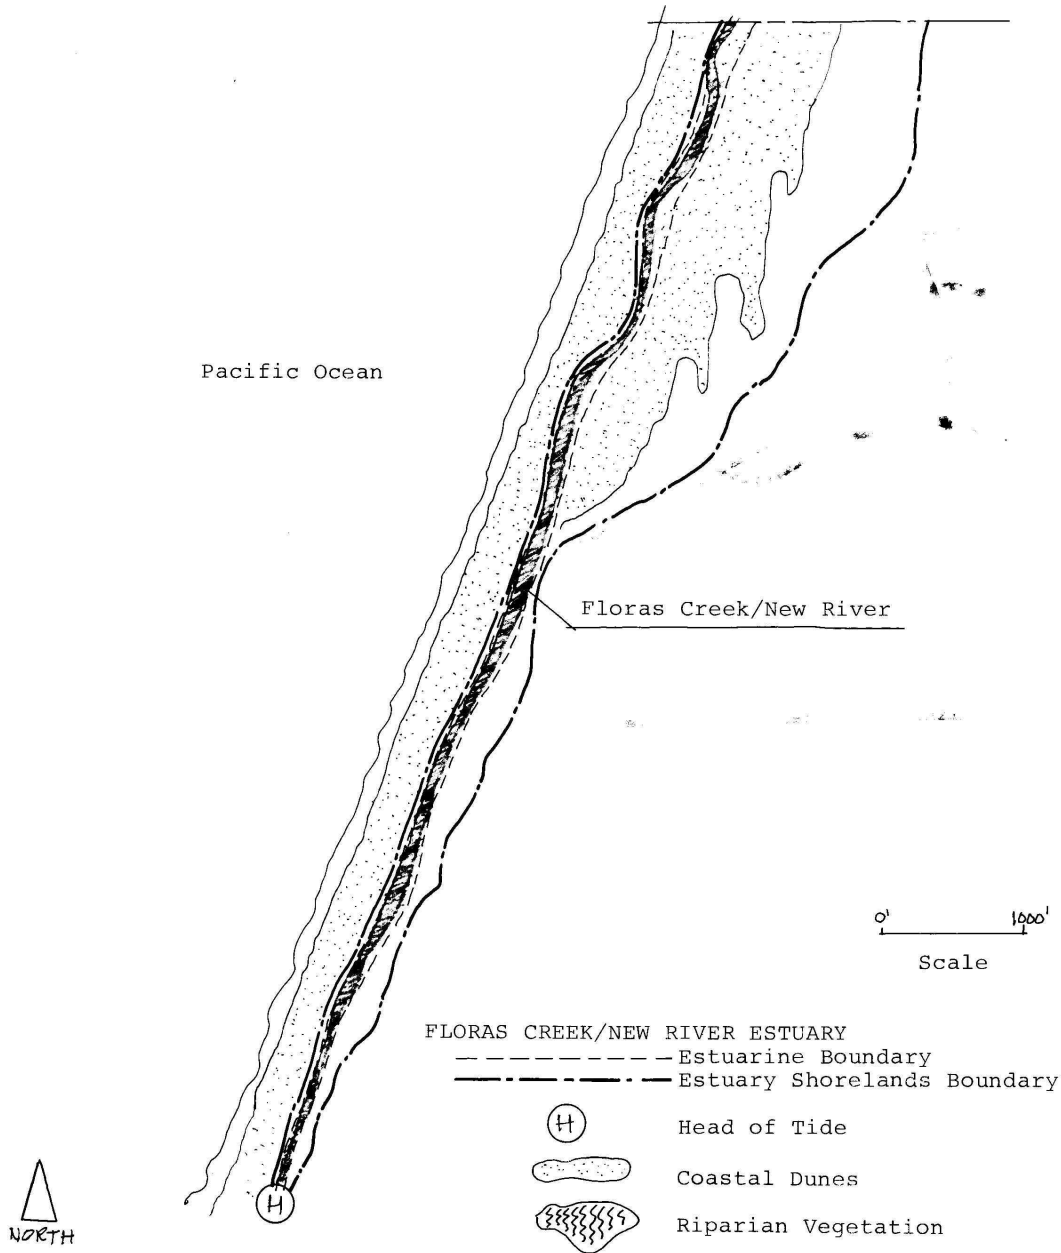 Pacific Ocean
Floras Creek/New River
0' 1000'
Scale
FLORAS CREEK/NEW RIVER ESTUARY
Estuarine Boundary
Estuary Shorelands Boundary
H Head of Tide
Coastal Dunes
Riparian Vegetation
H
NORTH